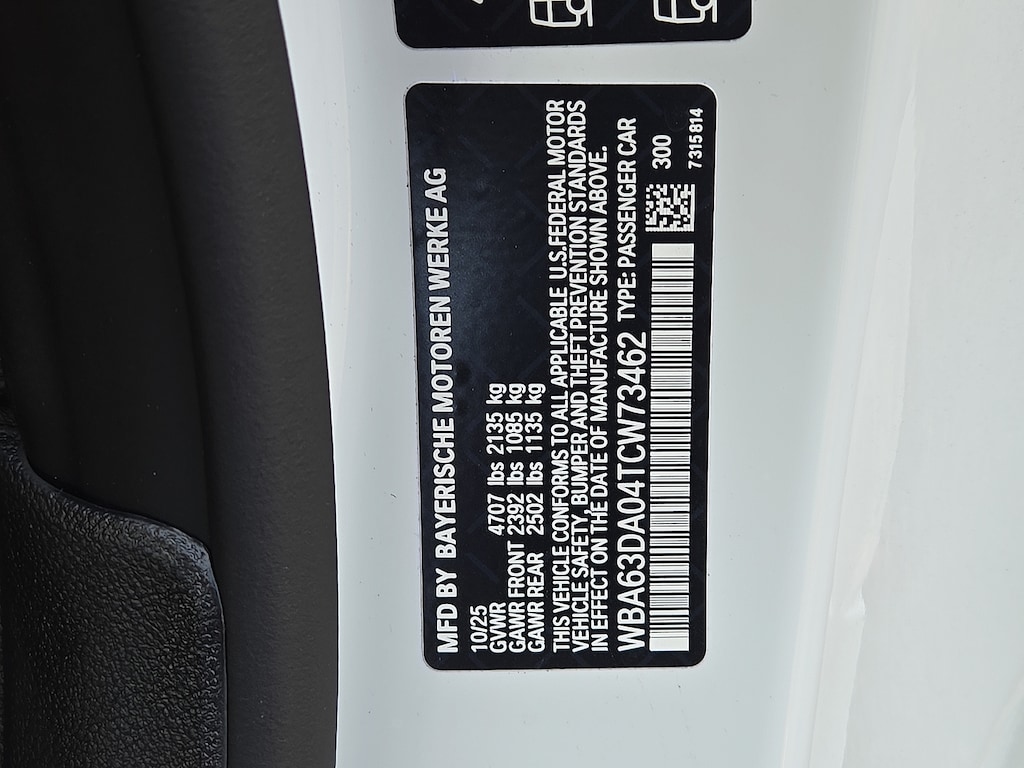 MFD BY BAYERISCHE MOTOREN WERKE AG
10/25
GVWR 4707 lbs 2135 kg
GAWR FRONT 2392 lbs 1085 kg
GAWR REAR 2502 lbs 1135 kg
THIS VEHICLE CONFORMS TO ALL APPLICABLE U.S.FEDERAL MOTOR
VEHICLE SAFETY, BUMPER AND THEFT PREVENTION STANDARDS
IN EFFECT ON THE DATE OF MANUFACTURE SHOWN ABOVE.
WBA63DA04TCW73462 TYPE: PASSENGER CAR
300
7315814